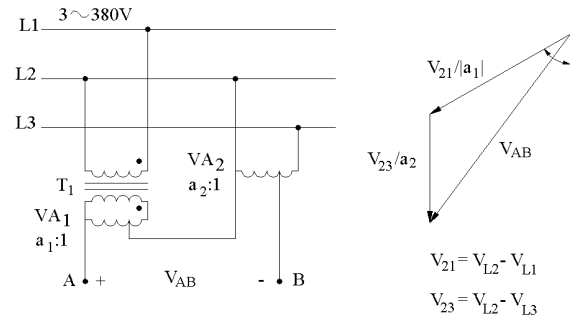 3～380V
L1
L2
L3
T1
VA1
a1:1
VA2
a2:1
A +
VAB
- B
V21/|a1|
V23/a2
VAB
V21 = VL2 - VL1
V23 = VL2 - VL3